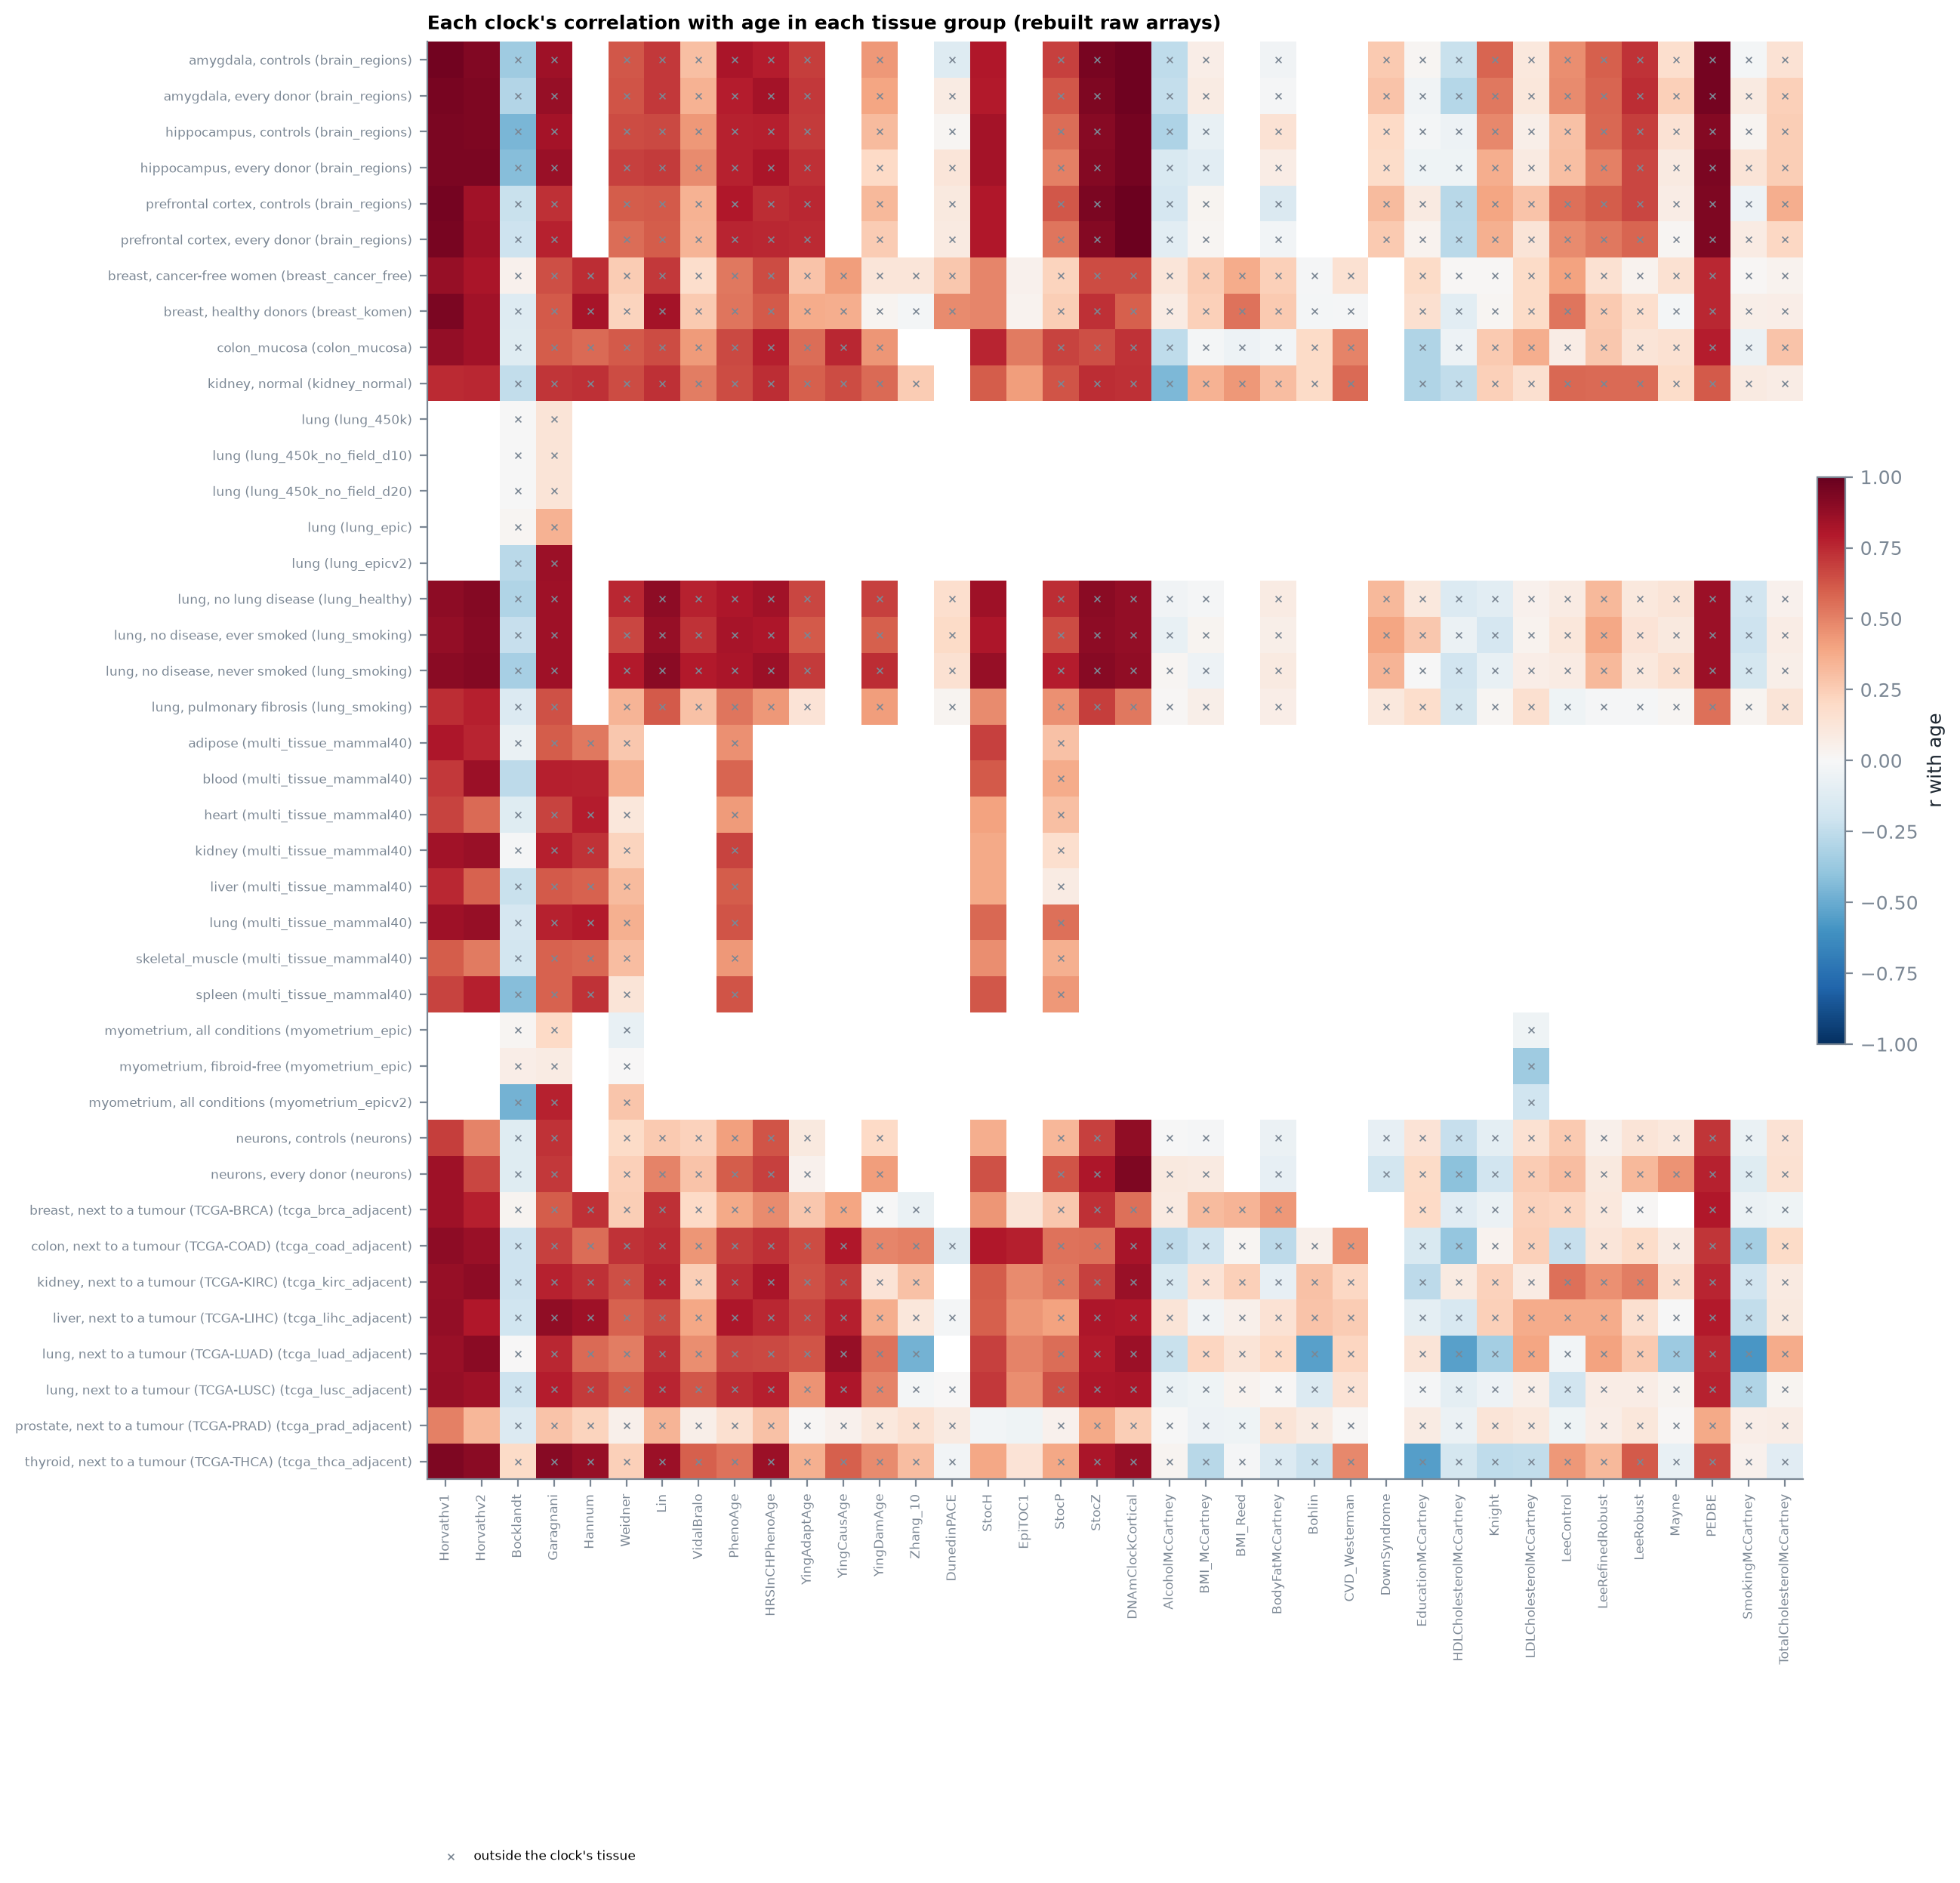 Each clock's correlation with age in each tissue group (rebuilt raw arrays)
amygdala, controls (brain_regions)
amygdala, every donor (brain_regions)
hippocampus, controls (brain_regions)
hippocampus, every donor (brain_regions)
prefrontal cortex, controls (brain_regions)
prefrontal cortex, every donor (brain_regions)
breast, cancer-free women (breast_cancer_free)
breast, healthy donors (breast_komen)
colon_mucosa (colon_mucosa)
kidney, normal (kidney_normal)
lung (lung_450k)
lung (lung_450k_no_field_d10)
lung (lung_450k_no_field_d20)
lung (lung_epic)
lung (lung_epicv2)
lung, no lung disease (lung_healthy)
lung, no disease, ever smoked (lung_smoking)
lung, no disease, never smoked (lung_smoking)
lung, pulmonary fibrosis (lung_smoking)
adipose (multi_tissue_mammal40)
blood (multi_tissue_mammal40)
heart (multi_tissue_mammal40)
kidney (multi_tissue_mammal40)
liver (multi_tissue_mammal40)
lung (multi_tissue_mammal40)
skeletal_muscle (multi_tissue_mammal40)
spleen (multi_tissue_mammal40)
myometrium, all conditions (myometrium_epic)
myometrium, fibroid-free (myometrium_epic)
myometrium, all conditions (myometrium_epicv2)
neurons, controls (neurons)
neurons, every donor (neurons)
breast, next to a tumour (TCGA-BRCA) (tcga_brca_adjacent)
colon, next to a tumour (TCGA-COAD) (tcga_coad_adjacent)
kidney, next to a tumour (TCGA-KIRC) (tcga_kirc_adjacent)
liver, next to a tumour (TCGA-LIHC) (tcga_lihc_adjacent)
lung, next to a tumour (TCGA-LUAD) (tcga_luad_adjacent)
lung, next to a tumour (TCGA-LUSC) (tcga_lusc_adjacent)
prostate, next to a tumour (TCGA-PRAD) (tcga_prad_adjacent)
thyroid, next to a tumour (TCGA-THCA) (tcga_thca_adjacent)
Horvathv1
Horvathv2
Bocklandt
Garagnani
Hannum
Weidner
Lin
VidalBralo
PhenoAge
HRSInCHPhenoAge
YingAdaptAge
YingCausAge
YingDamAge
Zhang_10
DunedinPACE
StocH
EpiTOC1
StocP
StocZ
DNAmClockCortical
AlcoholMcCartney
BMI_McCartney
BMI_Reed
BodyFatMcCartney
Bohlin
CVD_Westerman
DownSyndrome
EducationMcCartney
HDLCholesterolMcCartney
Knight
LDLCholesterolMcCartney
LeeControl
LeeRefinedRobust
LeeRobust
Mayne
PEDBE
SmokingMcCartney
TotalCholesterolMcCartney
1.00
0.75
0.50
0.25
0.00
−0.25
−0.50
−0.75
−1.00
r with age
× outside the clock's tissue